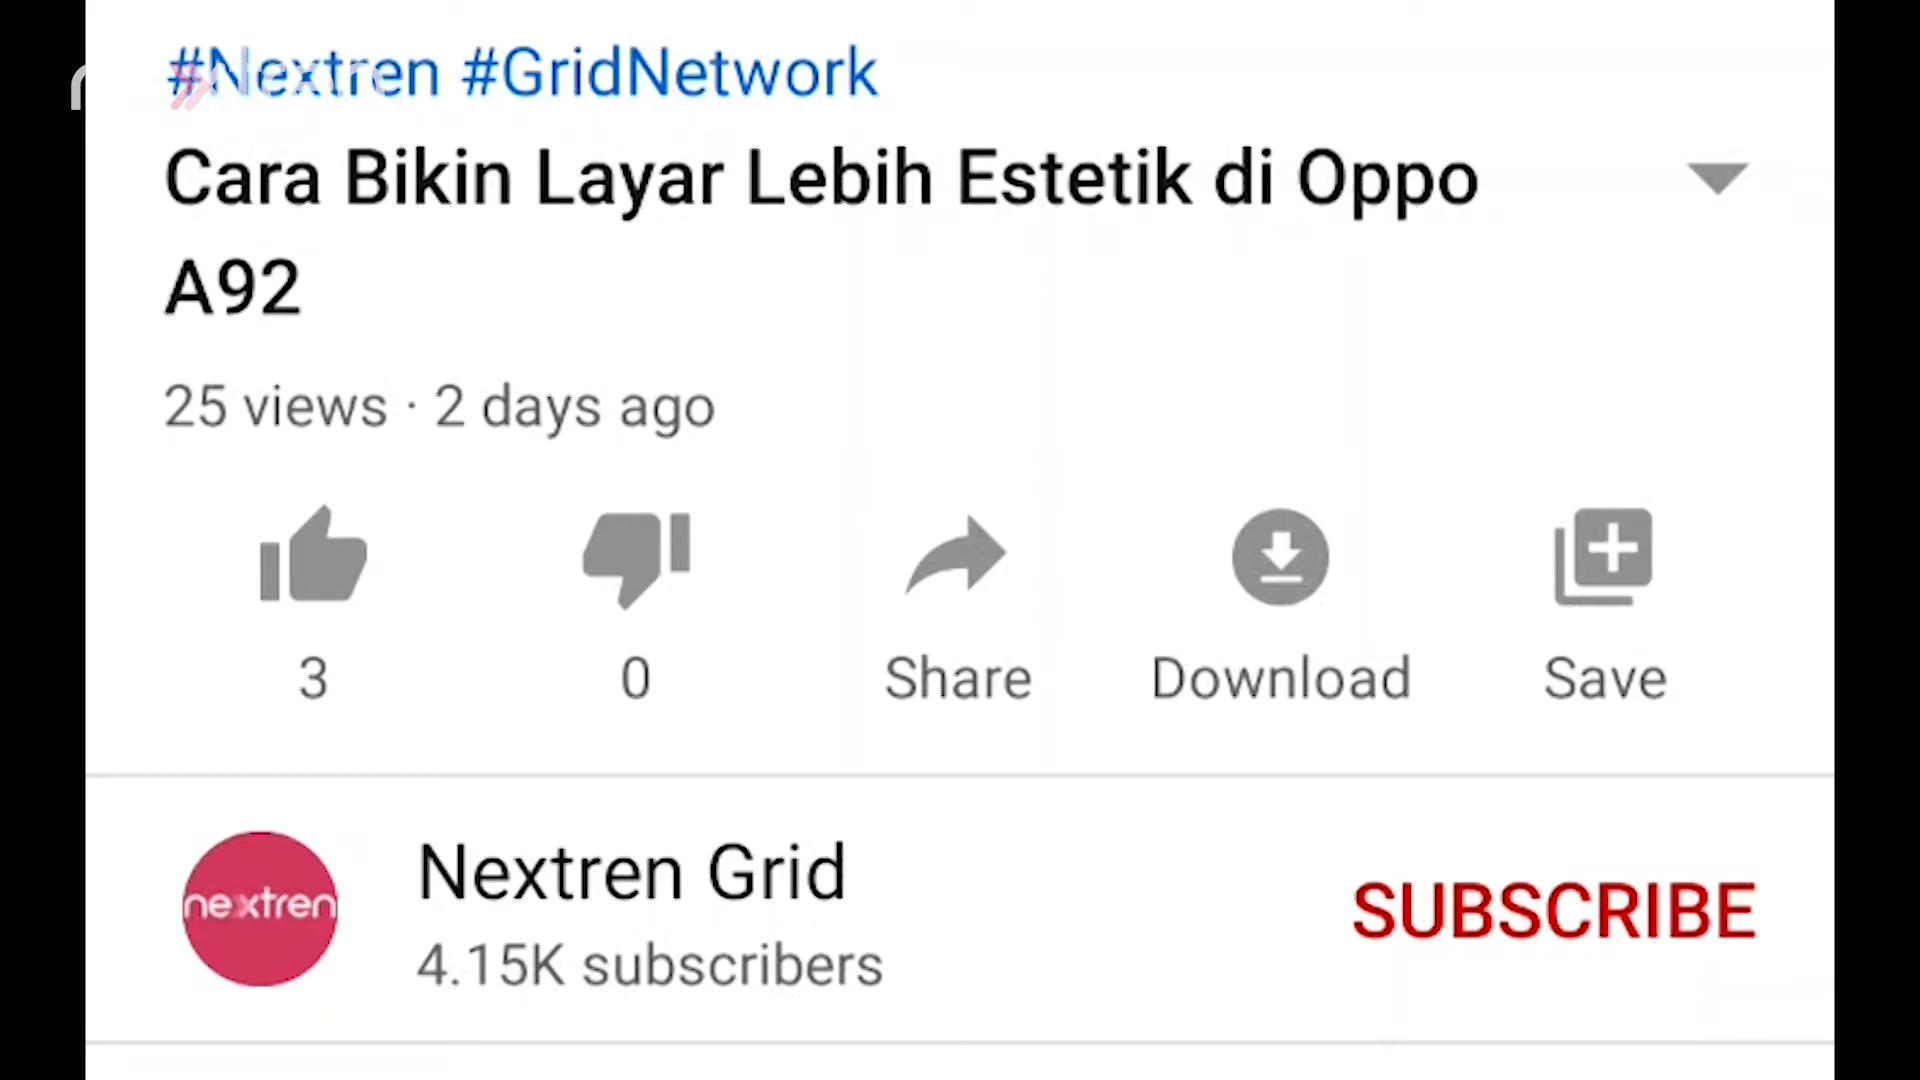 #Nextren #GridNetwork
Cara Bikin Layar Lebih Estetik di Oppo
A92
25 views · 2 days ago
3 0 Share Download Save
nextren
Nextren Grid
4.15K subscribers
SUBSCRIBE